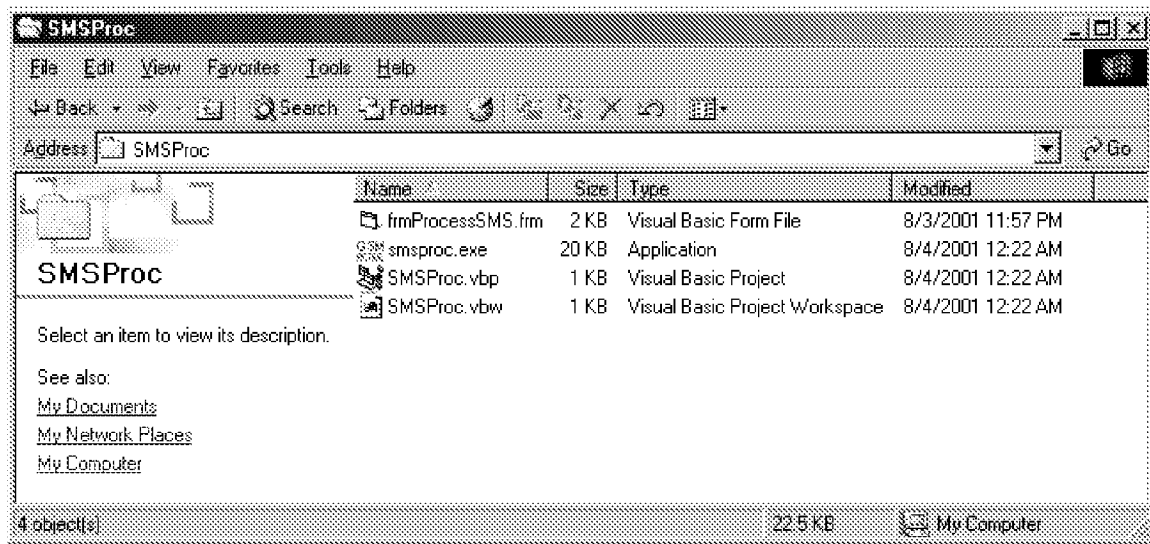 SMSProc
File Edit View Favorites Tools Help
Back Search Folders
Address SMSProc Go
Name Size Type Modified
frmProcessSMS.frm 2 KB Visual Basic Form File 8/3/2001 11:57 PM
smsproc.exe 20 KB Application 8/4/2001 12:22 AM
SMSProc.vbp 1 KB Visual Basic Project 8/4/2001 12:22 AM
SMSProc.vbw 1 KB Visual Basic Project Workspace 8/4/2001 12:22 AM
SMSProc
Select an item to view its description.
See also:
My Documents
My Network Places
My Computer
4 object(s) 22.5 KB My Computer